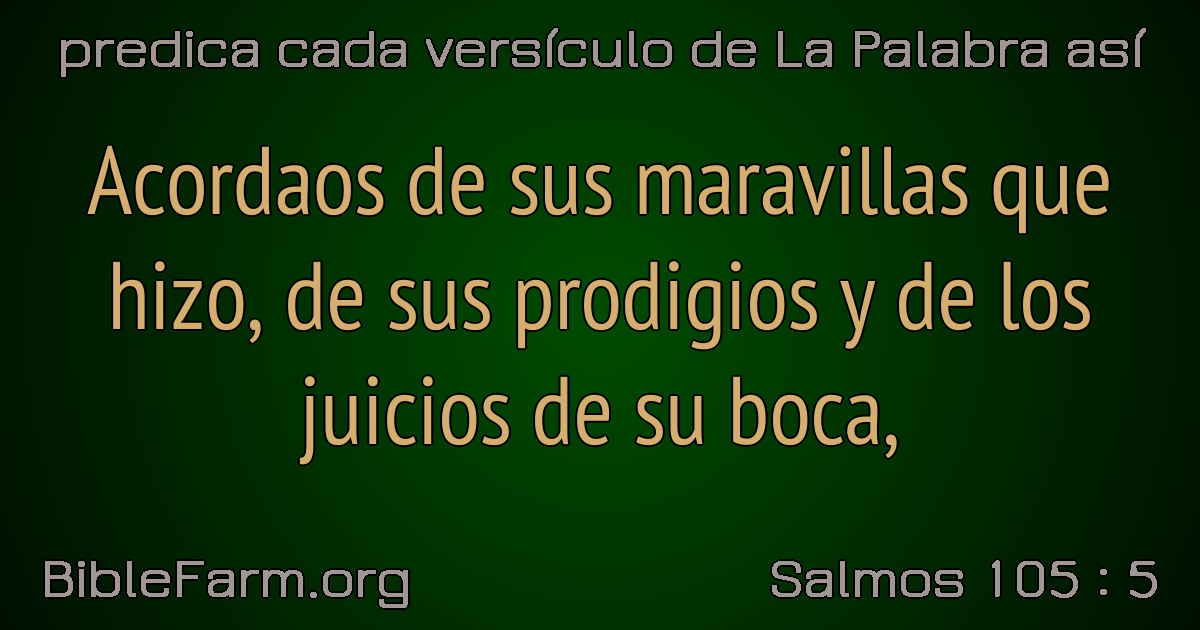 predica cada versículo de La Palabra así
Acordaos de sus maravillas que
hizo, de sus prodigios y de los
juicios de su boca,
BibleFarm.org
Salmos 105 : 5